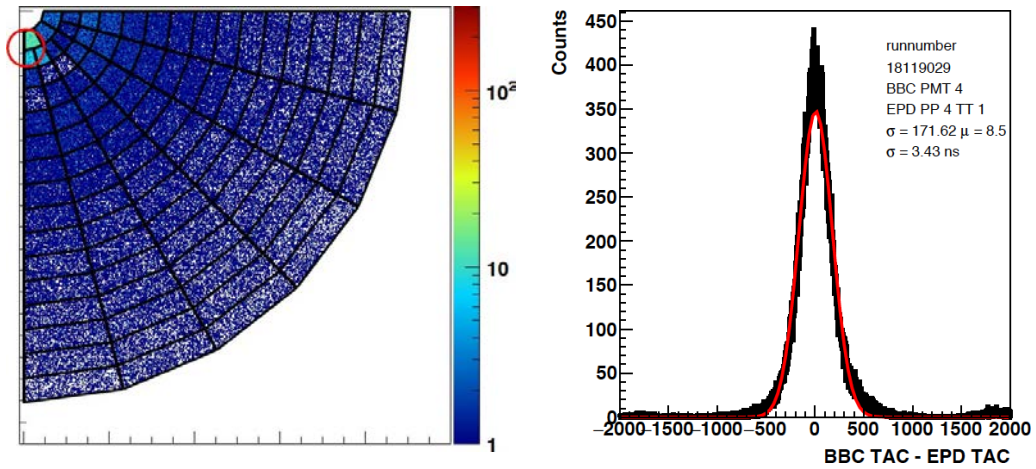 10²
10
1
Counts
450
400
350
300
250
200
150
100
50
0
runnumber
18119029
BBC PMT 4
EPD PP 4 TT 1
σ = 171.62 μ = 8.5
σ = 3.43 ns
−2000−1500−1000−500 0 500 1000 1500 2000
BBC TAC - EPD TAC